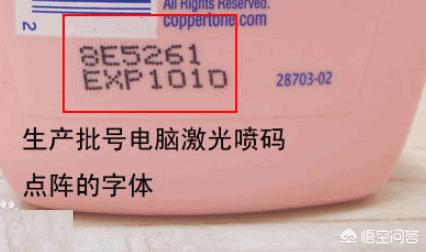 All Rights Reserved.
coppertone.com
8E5261
EXP1010
28703-02
生产批号电脑激光喷码
点阵的字体
悟空问答